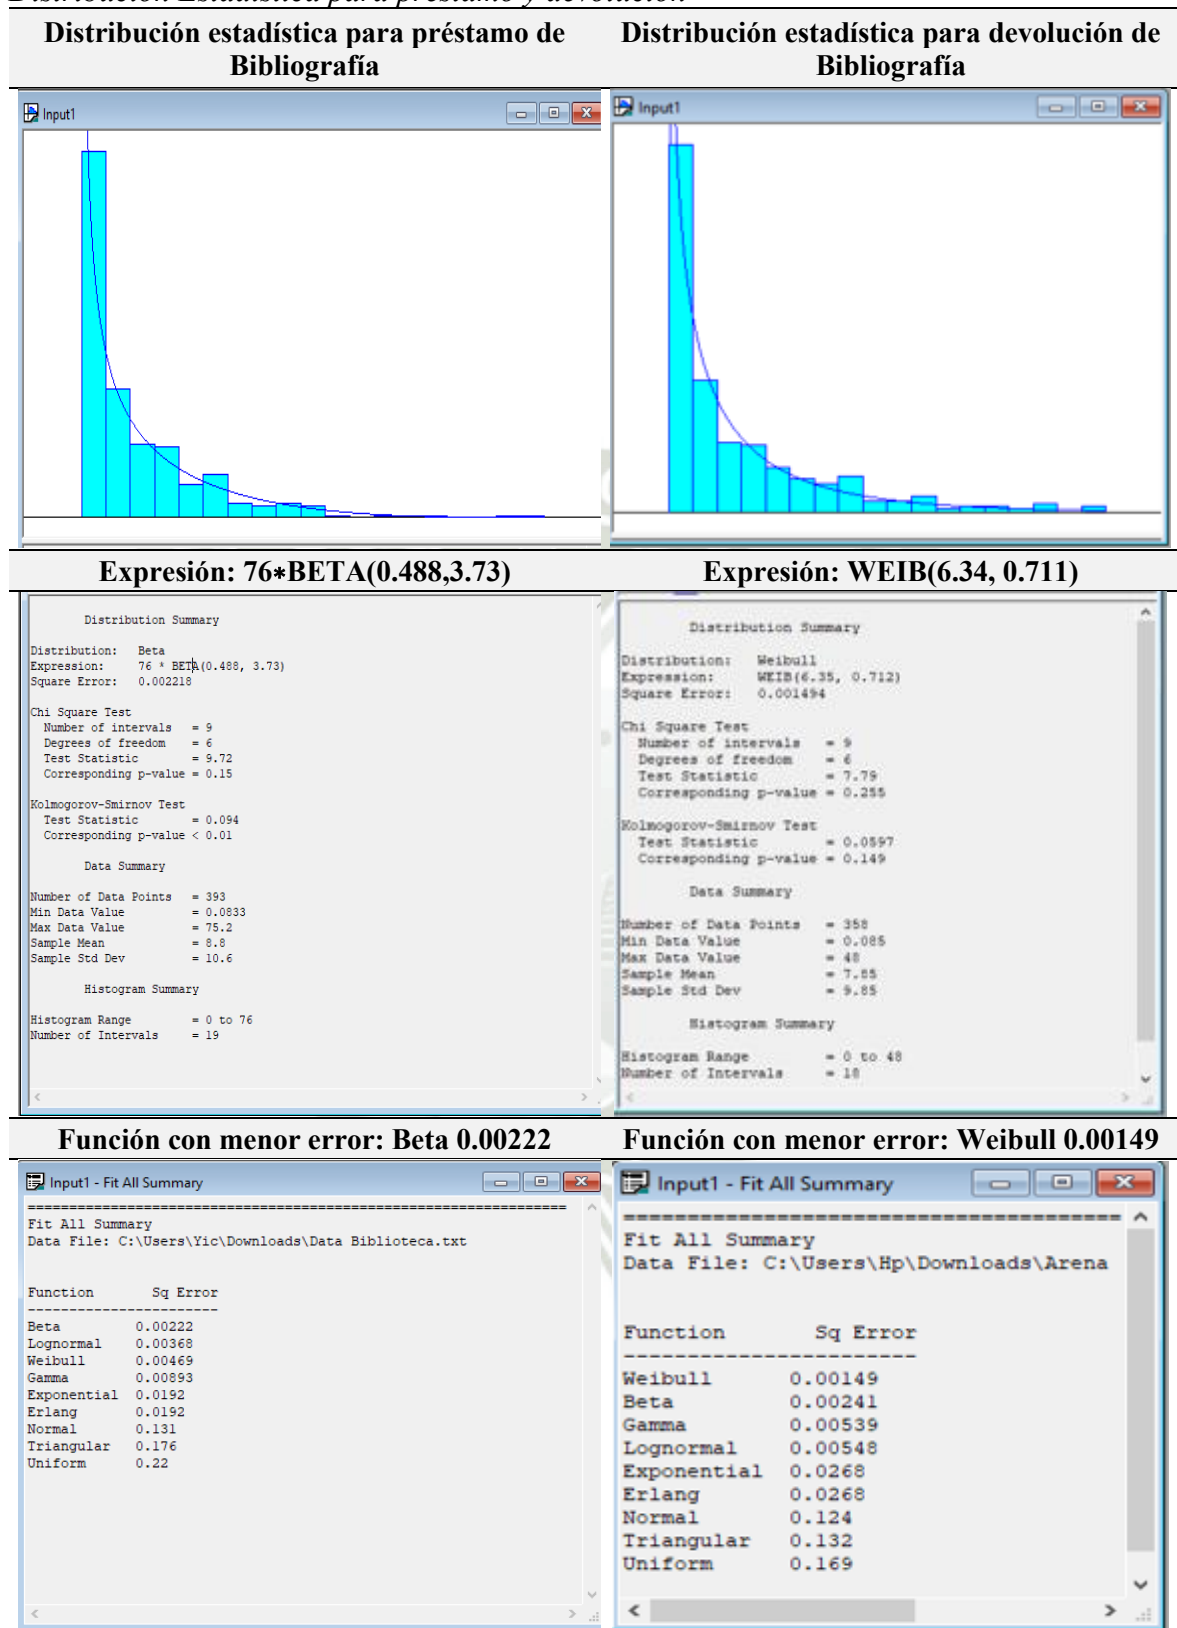 Distribución Estadística para préstamo y devolución
Distribución estadística para préstamo de
Bibliografía
Distribución estadística para devolución de
Bibliografía
Input1
Input1
Expresión: 76*BETA(0.488,3.73)
Expresión: WEIB(6.34, 0.711)
Distribution Summary
Distribution: Beta
Expression: 76 * BETA(0.488, 3.73)
Square Error: 0.002218
Chi Square Test
Number of intervals = 9
Degrees of freedom = 6
Test Statistic = 9.72
Corresponding p-value = 0.15
Kolmogorov-Smirnov Test
Test Statistic = 0.094
Corresponding p-value < 0.01
Data Summary
Number of Data Points = 393
Min Data Value = 0.0833
Max Data Value = 75.2
Sample Mean = 8.8
Sample Std Dev = 10.6
Histogram Summary
Histogram Range = 0 to 76
Number of Intervals = 19
Distribution Summary
Distribution: Weibull
Expression: WEIB(6.35, 0.712)
Square Error: 0.001494
Chi Square Test
Number of intervals = 9
Degrees of freedom = 6
Test Statistic = 7.79
Corresponding p-value = 0.255
Kolmogorov-Smirnov Test
Test Statistic = 0.0597
Corresponding p-value = 0.149
Data Summary
Number of Data Points = 358
Min Data Value = 0.085
Max Data Value = 48
Sample Mean = 7.85
Sample Std Dev = 9.85
Histogram Summary
Histogram Range = 0 to 48
Number of Intervals = 18
Función con menor error: Beta 0.00222
Función con menor error: Weibull 0.00149
Input1 - Fit All Summary
Fit All Summary
Data File: C:\Users\Yic\Downloads\Data Biblioteca.txt
Function Sq Error
Beta 0.00222
Lognormal 0.00368
Weibull 0.00469
Gamma 0.00893
Exponential 0.0192
Erlang 0.0192
Normal 0.131
Triangular 0.176
Uniform 0.22
Input1 - Fit All Summary
Fit All Summary
Data File: C:\Users\Hp\Downloads\Arena
Function Sq Error
Weibull 0.00149
Beta 0.00241
Gamma 0.00539
Lognormal 0.00548
Exponential 0.0268
Erlang 0.0268
Normal 0.124
Triangular 0.132
Uniform 0.169